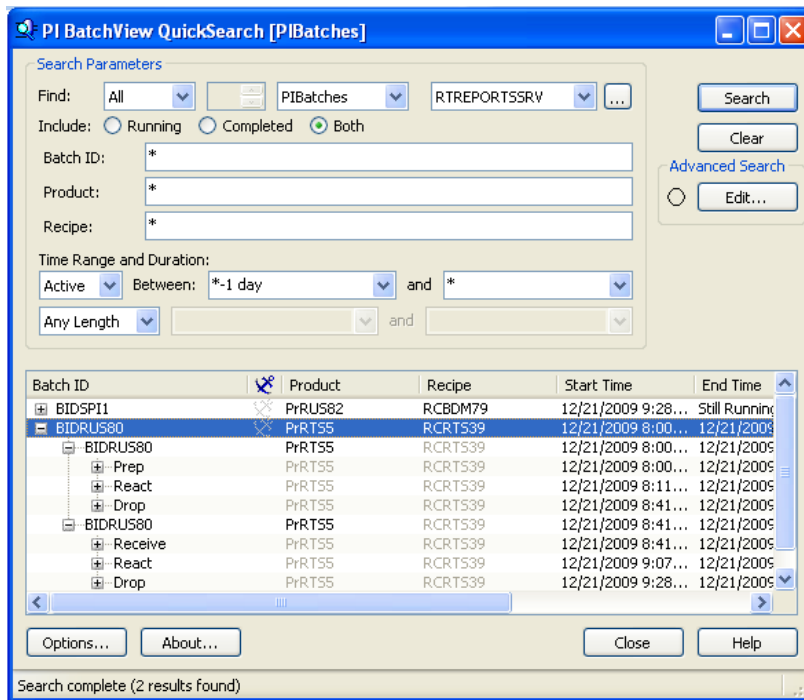 PI BatchView QuickSearch [PIBatches]
Search Parameters
Find: All PIBatches RTREPORTSSRV ... Search
Include: Running Completed Both Clear
Batch ID: *
Advanced Search
Product: * Edit...
Recipe: *
Time Range and Duration:
Active Between: *-1 day and *
Any Length and
Batch ID Product Recipe Start Time End Time
BIDSPI1 PrRUS82 RCBDM79 12/21/2009 9:28... Still Running
BIDRUS80 PrRTS5 RCRTS39 12/21/2009 8:00... 12/21/2009
BIDRUS80 PrRTS5 RCRTS39 12/21/2009 8:00... 12/21/2009
Prep PrRTS5 RCRTS39 12/21/2009 8:00... 12/21/2009
React PrRTS5 RCRTS39 12/21/2009 8:11... 12/21/2009
Drop PrRTS5 RCRTS39 12/21/2009 8:41... 12/21/2009
BIDRUS80 PrRTS5 RCRTS39 12/21/2009 8:41... 12/21/2009
Receive PrRTS5 RCRTS39 12/21/2009 8:41... 12/21/2009
React PrRTS5 RCRTS39 12/21/2009 9:07... 12/21/2009
Drop PrRTS5 RCRTS39 12/21/2009 9:28... 12/21/2009
Options... About... Close Help
Search complete (2 results found)